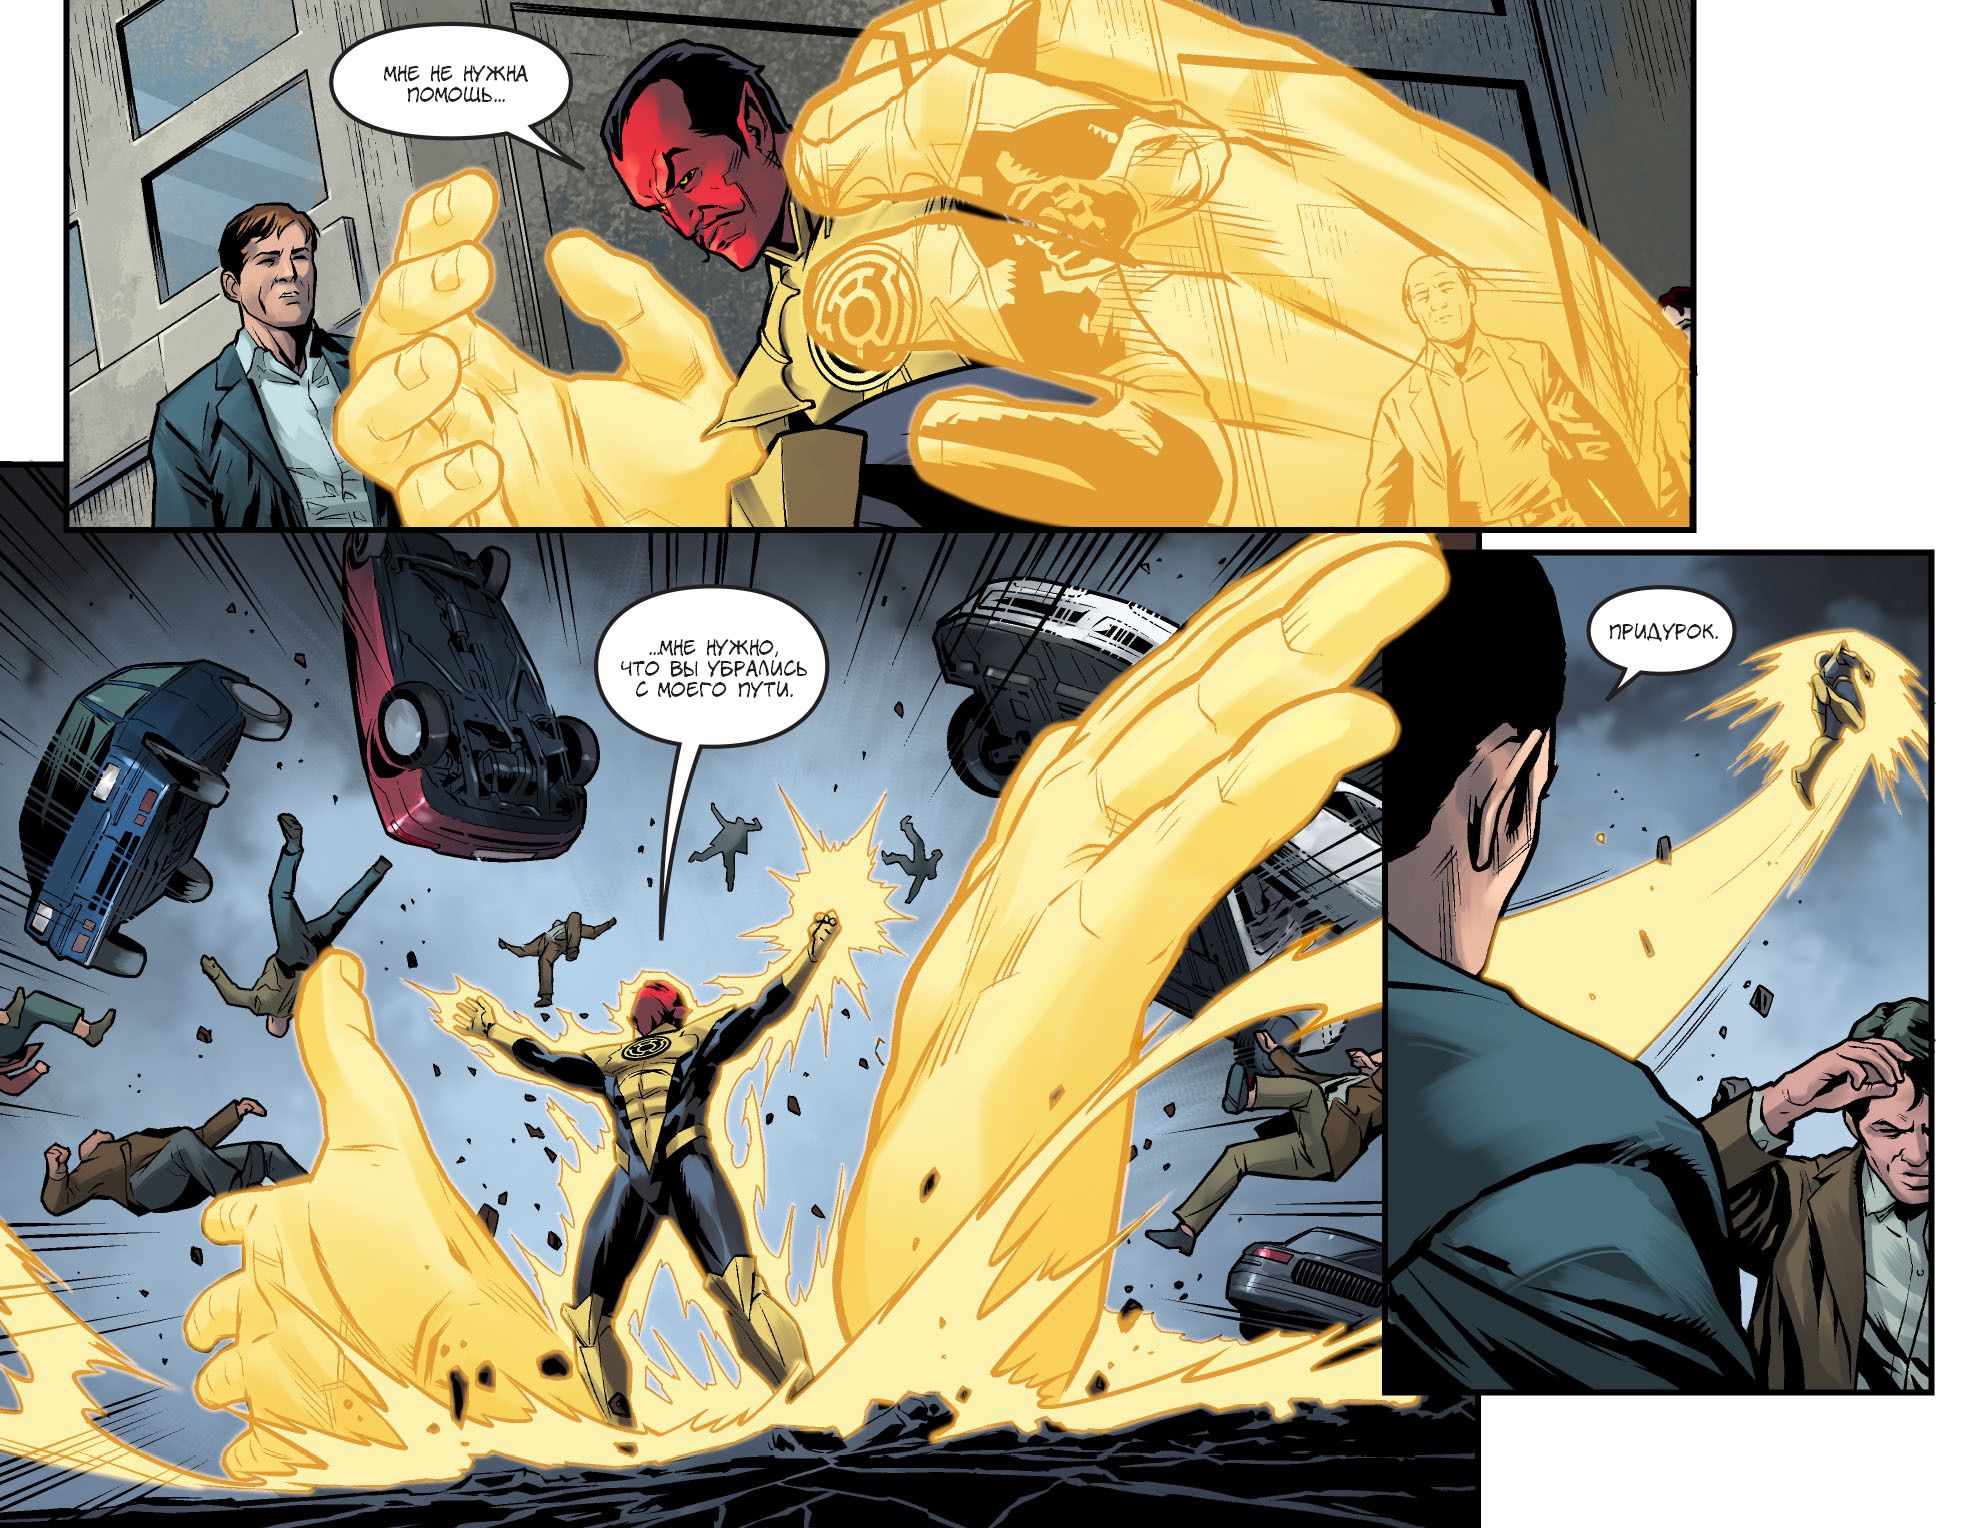 МНЕ НЕ НУЖНА
ПОМОЩЬ...
...МНЕ НУЖНО,
ЧТО ВЫ УБРАЛИСЬ
С МОЕГО ПУТИ.
ПРИДУРОК.